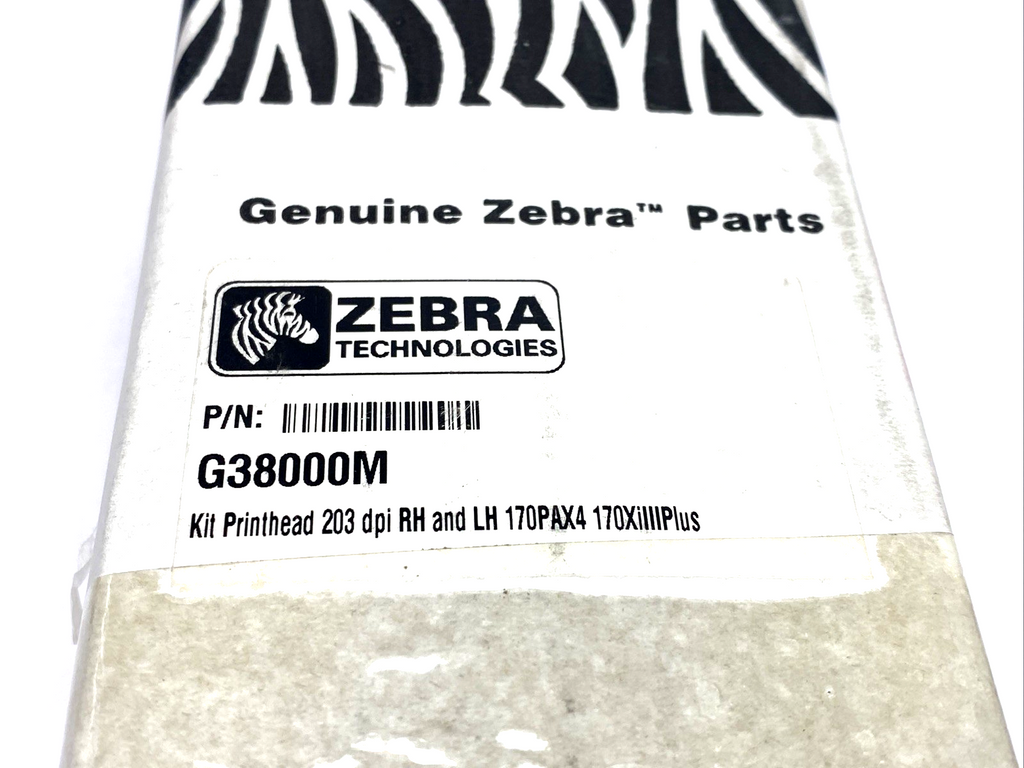 Genuine Zebra™ Parts
ZEBRA
TECHNOLOGIES
P/N:
G38000M
Kit Printhead 203 dpi RH and LH 170PAX4 170XiIIIPlus